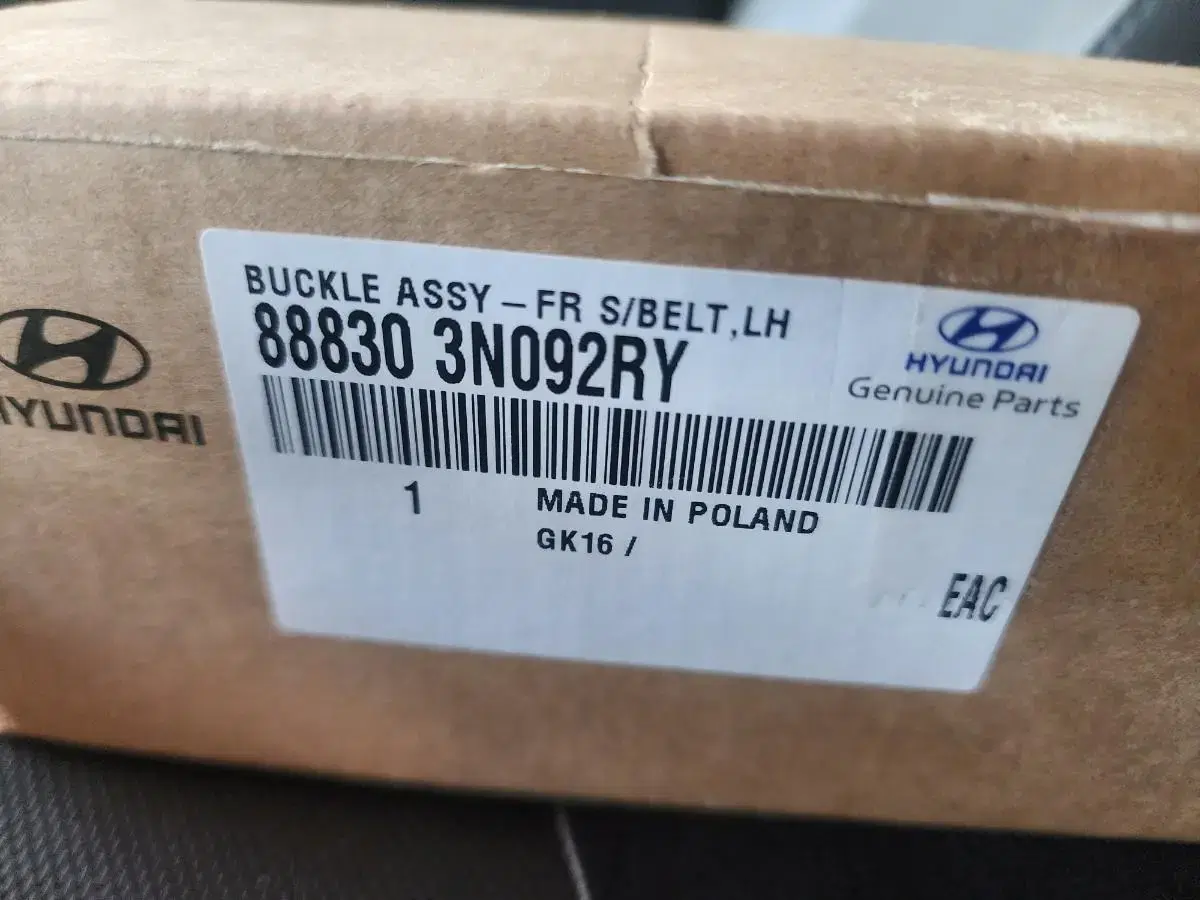 BUCKLE ASSY – FR S/BELT,LH
88830 3N092RY
HYUNDAI
Genuine Parts
HYUNDAI
1 MADE IN POLAND
GK16 /
EAC